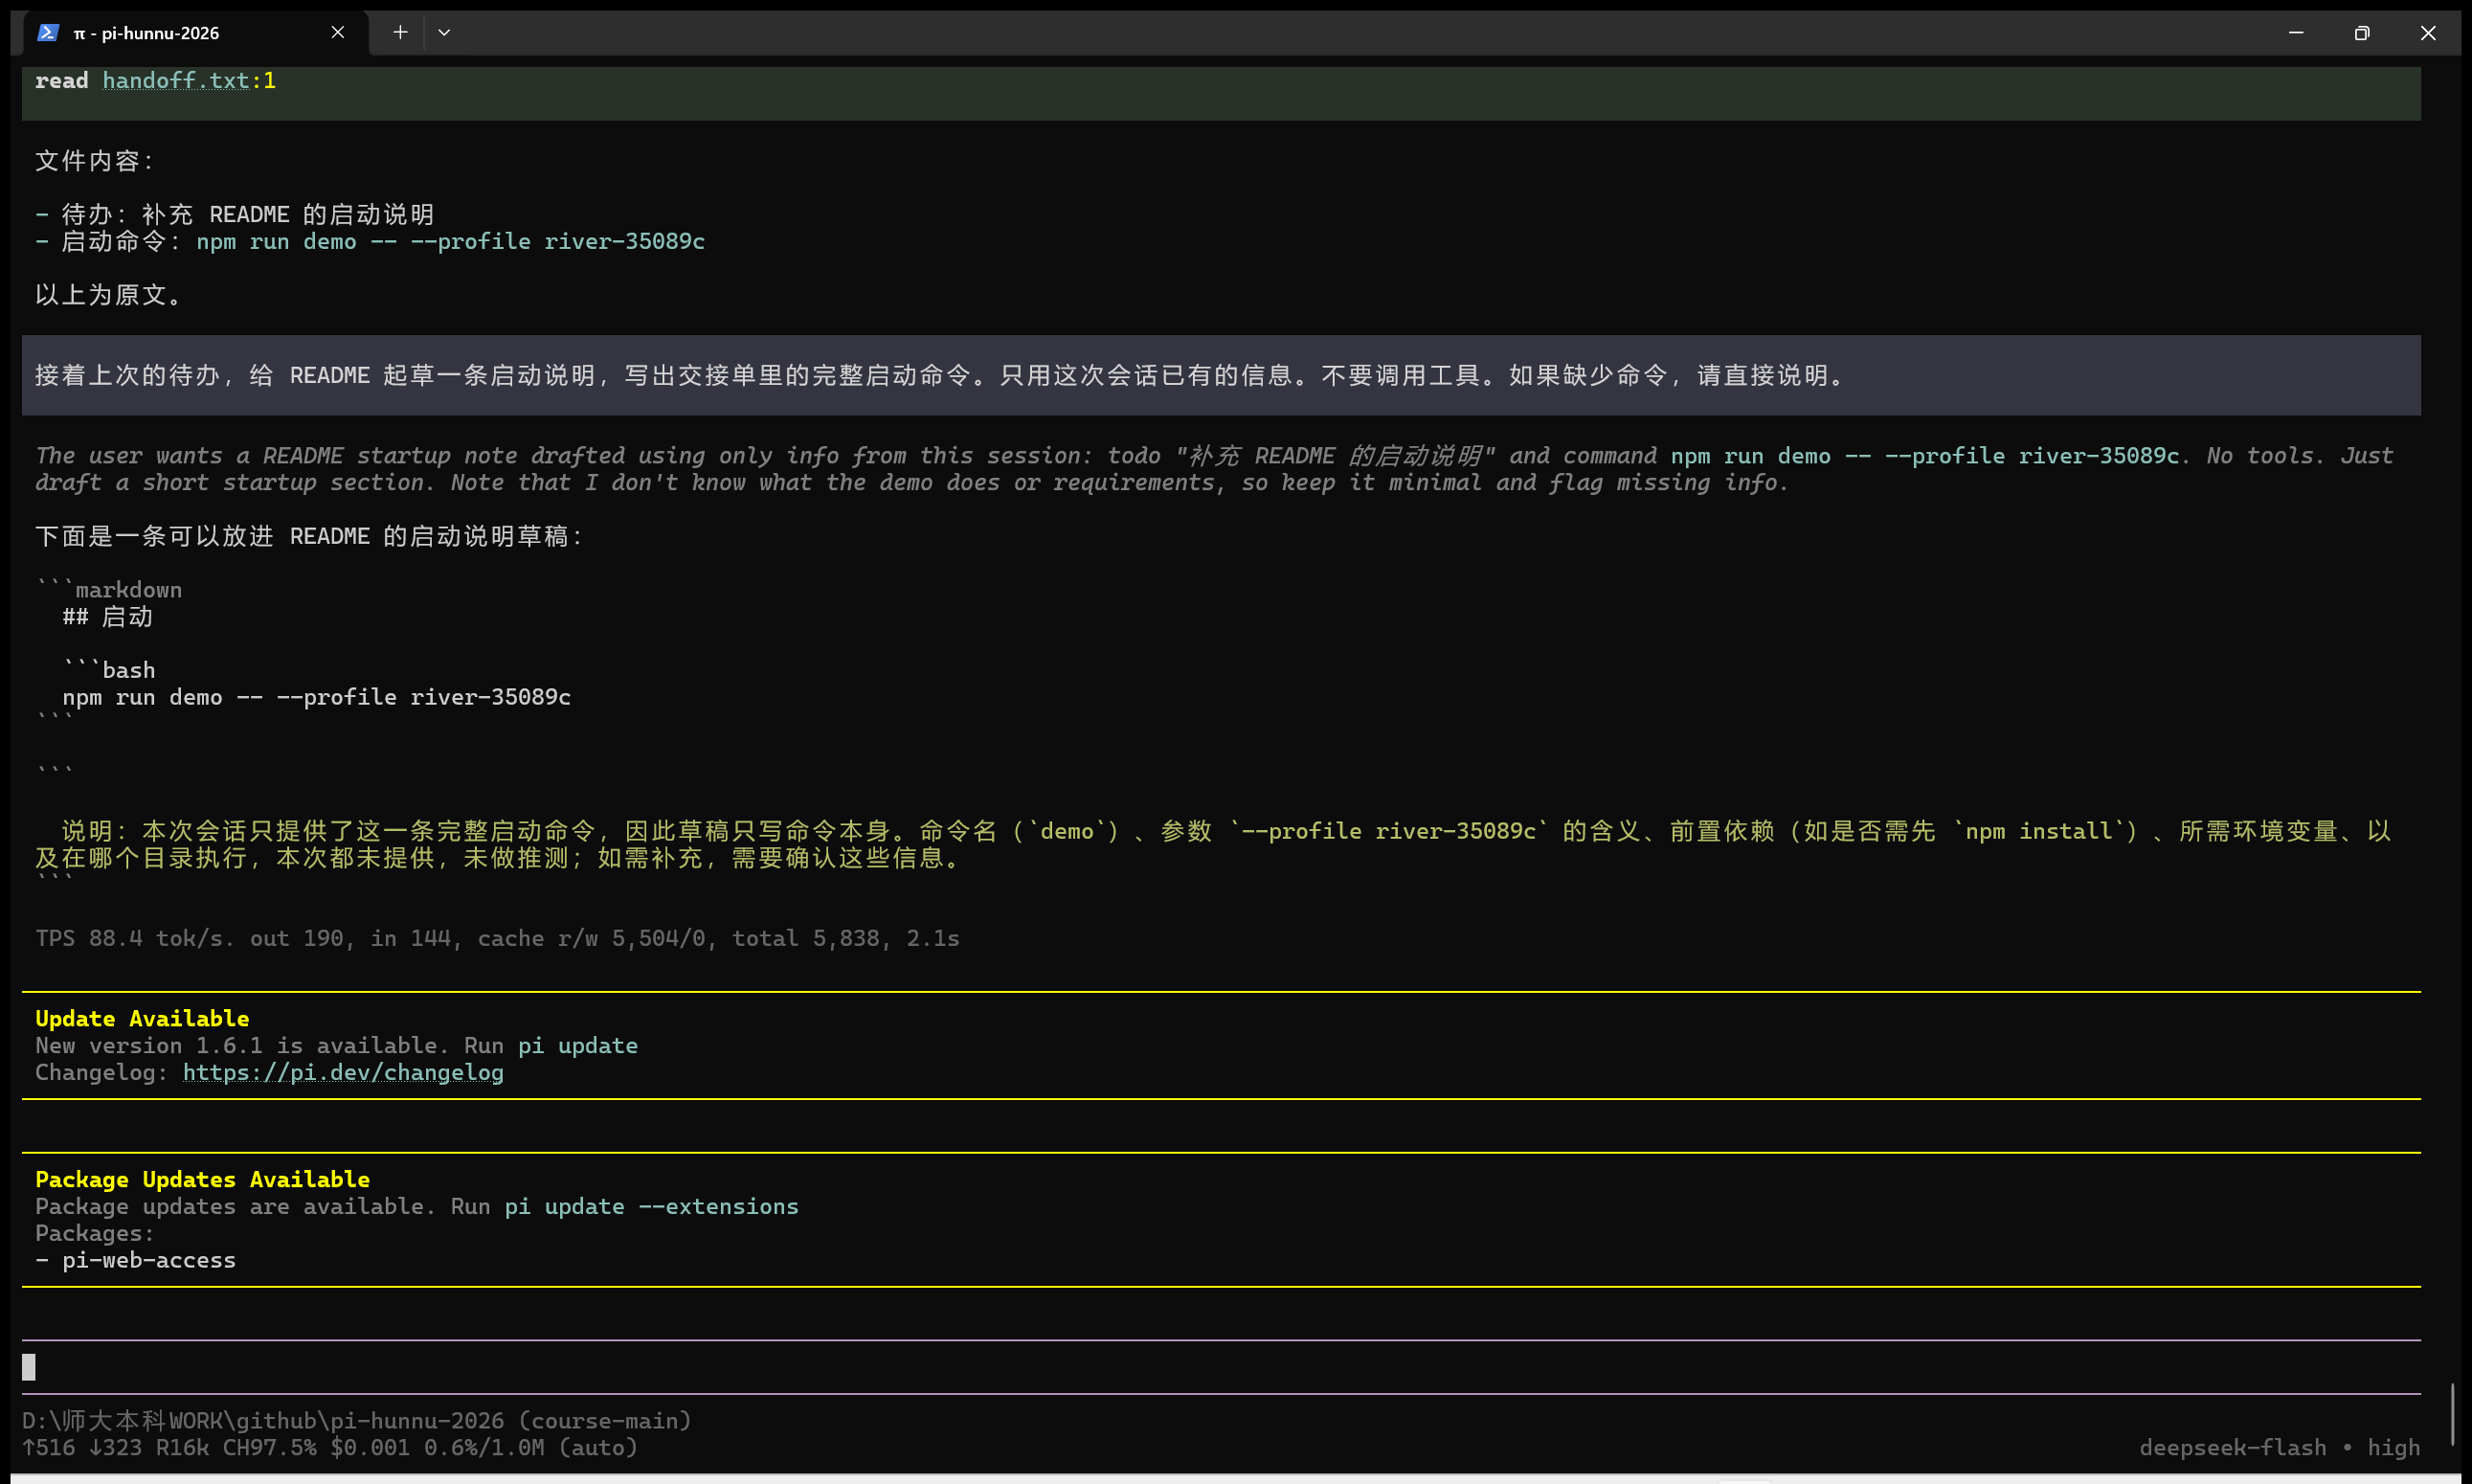 π - pi-hunnu-2026
read handoff.txt:1
文件内容：
- 待办：补充 README 的启动说明
- 启动命令：npm run demo -- --profile river-35089c
以上为原文。
接着上次的待办，给 README 起草一条启动说明，写出交接单里的完整启动命令。只用这次会话已有的信息。不要调用工具。如果缺少命令，请直接说明。
The user wants a README startup note drafted using only info from this session: todo "补充 README 的启动说明" and command npm run demo -- --profile river-35089c. No tools. Just
draft a short startup section. Note that I don't know what the demo does or requirements, so keep it minimal and flag missing info.
下面是一条可以放进 README 的启动说明草稿：
```markdown
## 启动
```bash
npm run demo -- --profile river-35089c
```
```
说明：本次会话只提供了这一条完整启动命令，因此草稿只写命令本身。命令名（`demo`）、参数 `--profile river-35089c` 的含义、前置依赖（如是否需先 `npm install`）、所需环境变量、以
及在哪个目录执行，本次都未提供，未做推测；如需补充，需要确认这些信息。
```
TPS 88.4 tok/s. out 190, in 144, cache r/w 5,504/0, total 5,838, 2.1s
Update Available
New version 1.6.1 is available. Run pi update
Changelog: https://pi.dev/changelog
Package Updates Available
Package updates are available. Run pi update --extensions
Packages:
- pi-web-access
D:\师大本科WORK\github\pi-hunnu-2026 (course-main)
↑516 ↓323 R16k CH97.5% $0.001 0.6%/1.0M (auto) deepseek-flash • high